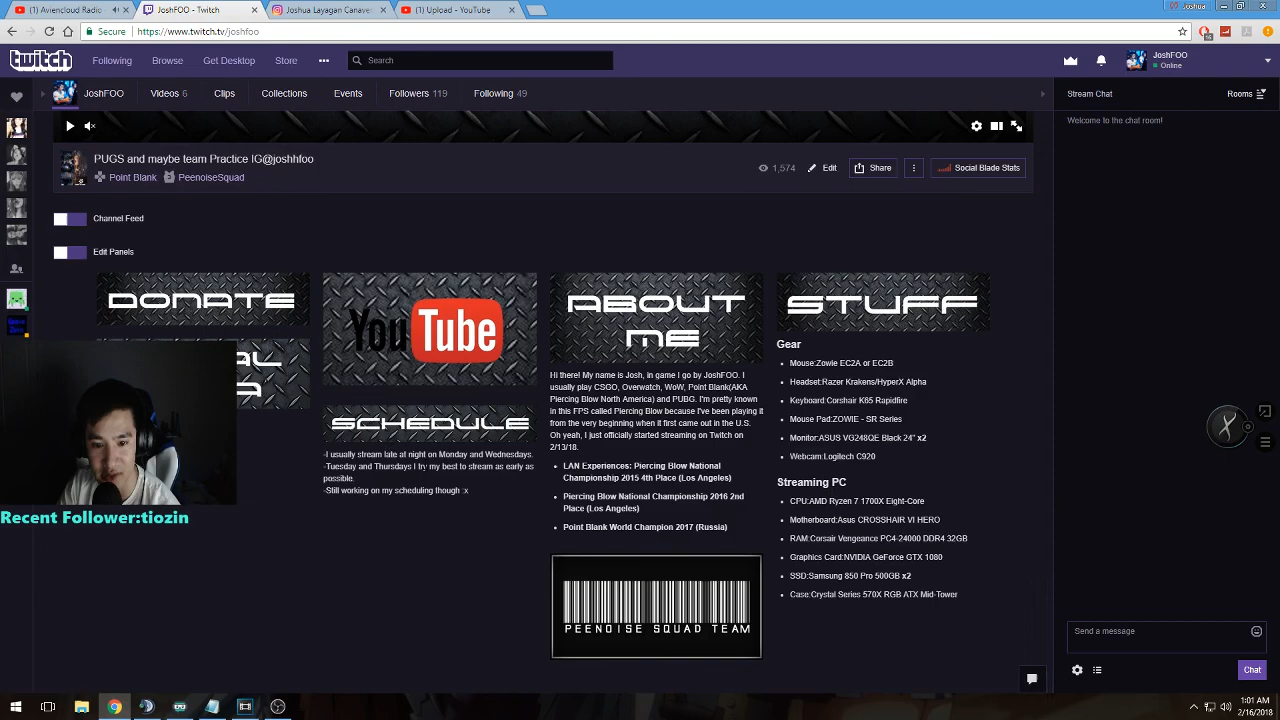 (1) Aviencloud Radio -
JoshFOO - Twitch
Joshua Layagan Canaver
(1) Upload - YouTube
Joshua
Secure
https://www.twitch.tv/joshfoo
twitch
Following
Browse
Get Desktop
Store
Search
JoshFOO
Online
JoshFOO
Videos 6
Clips
Collections
Events
Followers 119
Following 49
Stream Chat
Rooms
Welcome to the chat room!
PUGS and maybe team Practice IG@joshhfoo
Point Blank
PeenoiseSquad
1,574
Edit
Share
Social Blade Stats
Channel Feed
Edit Panels
DONATE
YouTube
SCHEDULE
-I usually stream late at night on Monday and Wednesdays.
-Tuesday and Thursdays I try my best to stream as early as
possible.
-Still working on my scheduling though :x
ABOUT
ME
Hi there! My name is Josh, in game I go by JoshFOO. I
usually play CSGO, Overwatch, WoW, Point Blank(AKA
Piercing Blow North America) and PUBG. I'm pretty known
in this FPS called Piercing Blow because I've been playing it
from the very beginning when it first came out in the U.S.
Oh yeah, I just officially started streaming on Twitch on
2/13/18.
LAN Experiences: Piercing Blow National
Championship 2015 4th Place (Los Angeles)
Piercing Blow National Championship 2016 2nd
Place (Los Angeles)
Point Blank World Champion 2017 (Russia)
PEENOISE SQUAD TEAM
STUFF
Gear
Mouse:Zowie EC2A or EC2B
Headset:Razer Krakens/HyperX Alpha
Keyboard:Corshair K65 Rapidfire
Mouse Pad:ZOWIE - SR Series
Monitor:ASUS VG248QE Black 24" x2
Webcam:Logitech C920
Streaming PC
CPU:AMD Ryzen 7 1700X Eight-Core
Motherboard:Asus CROSSHAIR VI HERO
RAM:Corsair Vengeance PC4-24000 DDR4 32GB
Graphics Card:NVIDIA GeForce GTX 1080
SSD:Samsung 850 Pro 500GB x2
Case:Crystal Series 570X RGB ATX Mid-Tower
Recent Follower:tiozin
Send a message
Chat
1:01 AM
2/16/2018